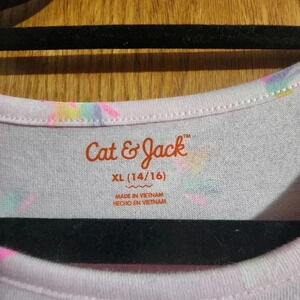 Cat & Jack™
XL (14/16)
MADE IN VIETNAM
HECHO EN VIETNAM